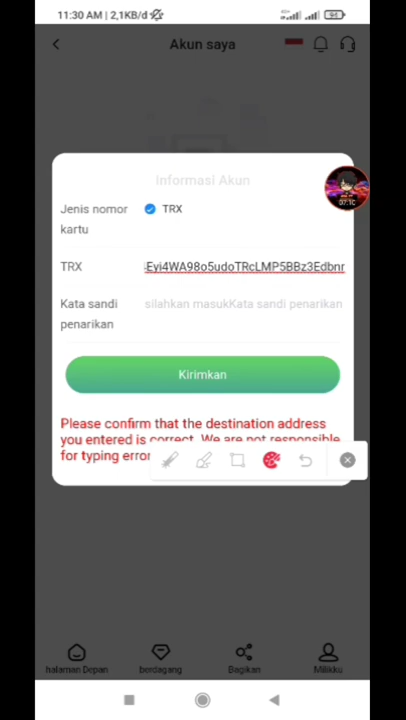 11:30 AM | 2,1KB/d
Akun saya
Informasi Akun
Jenis nomor kartu
TRX
TRX
Eyi4WA98o5udoTRcLMP5BBz3Edbnr
Kata sandi penarikan
silahkan masukKata sandi penarikan
Kirimkan
Please confirm that the destination address
you entered is correct. We are not responsible
for typing error
halaman Depan
berdagang
Bagikan
Milikku